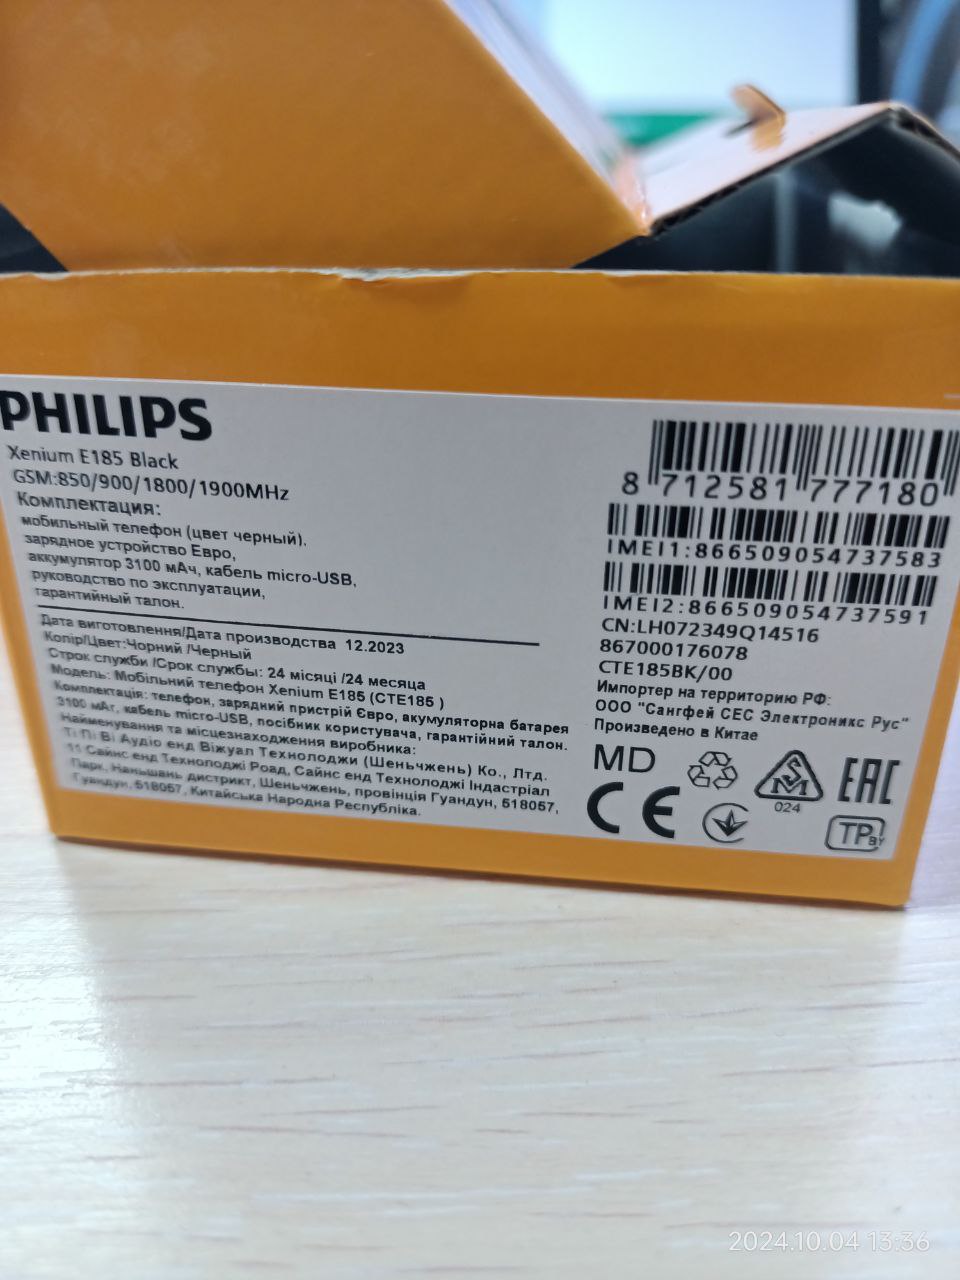 PHILIPS
Xenium E185 Black
GSM:850/900/1800/1900MHz
Комплектация:
мобильный телефон (цвет черный).
зарядное устройство Евро,
аккумулятор 3100 мАч, кабель micro-USB,
руководство по эксплуатации,
гарантийный талон.
Дата виготовлення/Дата производства 12.2023
Колір/Цвет:Чорний /Черный
Строк служби /Срок службы: 24 місяці /24 месяца
Модель: Мобільний телефон Xenium E185 (CTE185 )
Комплектація: телефон, зарядний пристрій Євро, акумуляторна батарея
3100 мАг, кабель micro-USB, посібник користувача, гарантійний талон.
Найменування та місцезнаходження виробника:
Ті Пі Ві Аудіо енд Віжуал Технолоджи (Шеньчжень) Ко., Лтд.
11 Сайнс енд Технолоджі Роад, Сайнс енд Технолоджі Індастріал
Парк, Наньшань дистрикт, Шеньчжень, провінція Гуандун, 518057,
Гуандун, 518057, Китайська Народна Республіка.
8 712581 777180
IMEI1:866509054737583
IMEI2:866509054737591
CN:LH072349Q14516
867000176078
CTE185BK/00
Импортер на территорию РФ:
ООО "Сангфей СЕС Электроникс Рус"
Произведено в Китае
MD
024
EAC
CE
TP BY
2024.10.04 13:36